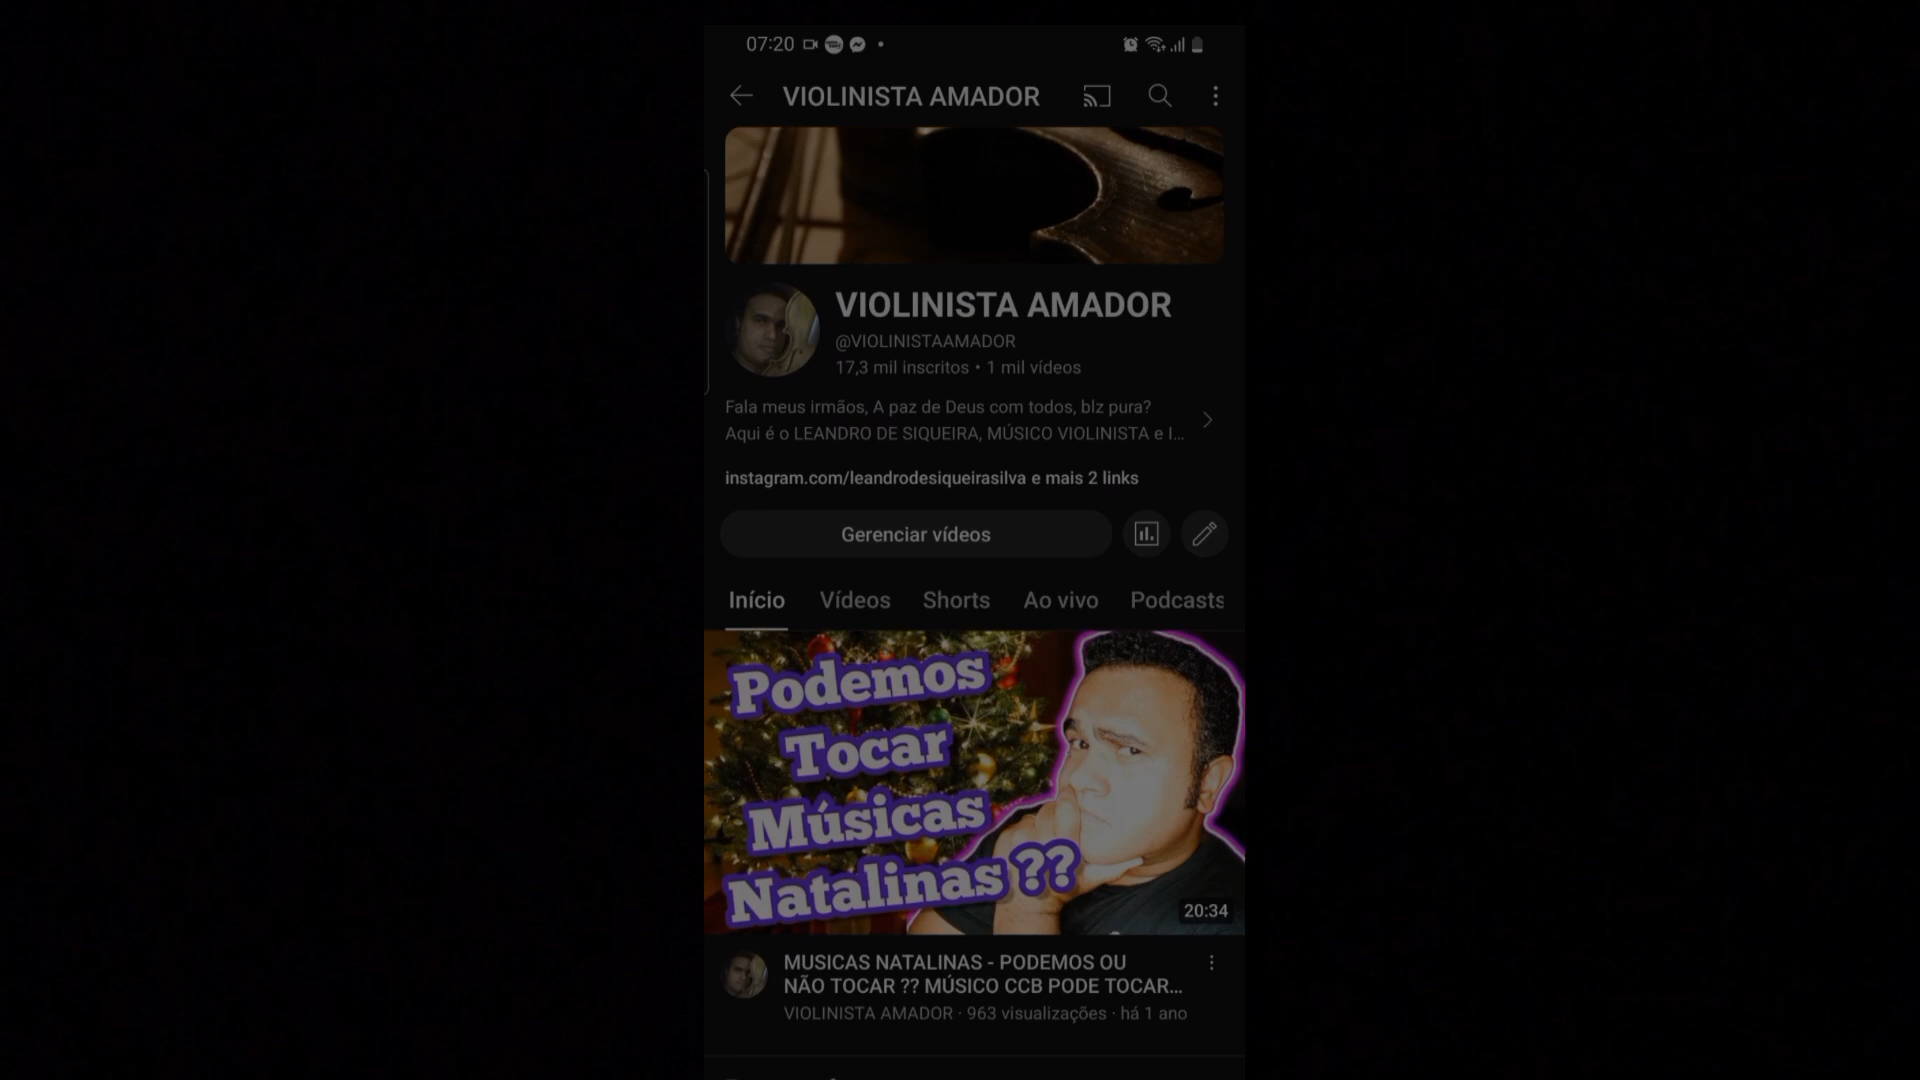 07:20
VIOLINISTA AMADOR
VIOLINISTA AMADOR
@VIOLINISTAAMADOR
17,3 mil inscritos • 1 mil vídeos
Fala meus irmãos, A paz de Deus com todos, blz pura?
Aqui é o LEANDRO DE SIQUEIRA, MÚSICO VIOLINISTA e I...
instagram.com/leandrodesiqueirasilva e mais 2 links
Gerenciar vídeos
Início Vídeos Shorts Ao vivo Podcasts
Podemos
Tocar
Músicas
Natalinas ??
20:34
MUSICAS NATALINAS - PODEMOS OU
NÃO TOCAR ?? MÚSICO CCB PODE TOCAR...
VIOLINISTA AMADOR · 963 visualizações · há 1 ano